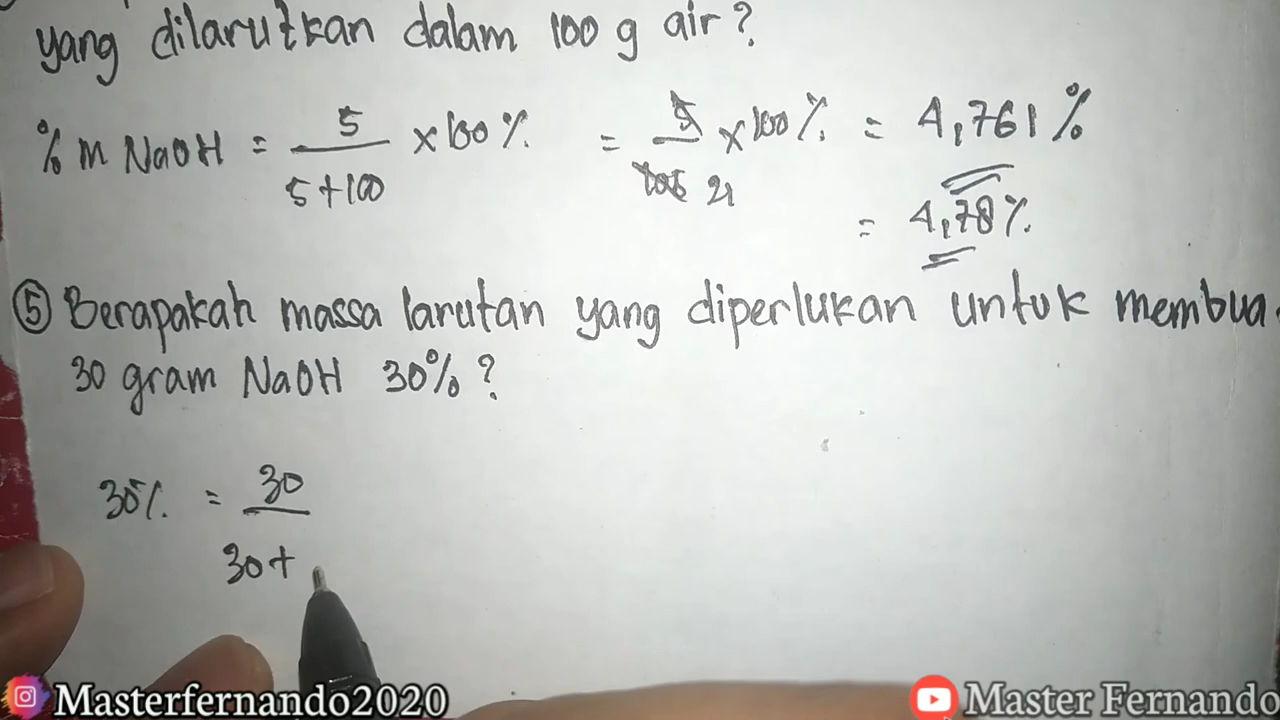 yang dilarutkan dalam 100 g air?
% m NaOH = 5 / 5+100 x 100% = 5 / 105 21 x 100% = 4,761%
= 4,78%
⑤ Berapakah massa larutan yang diperlukan untuk membua
30 gram NaOH 30%?
30% = 30 / 30+
Masterfernando2020
Master Fernando